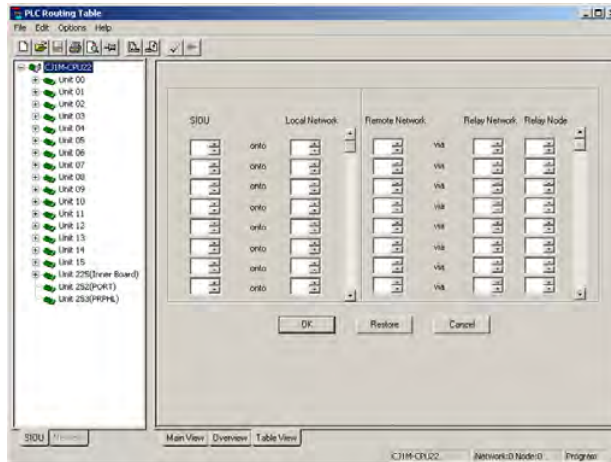 PLC Routing Table
File Edit Options Help
CJ1M-CPU22
Unit 00
Unit 01
Unit 02
Unit 03
Unit 04
Unit 05
Unit 06
Unit 07
Unit 08
Unit 09
Unit 10
Unit 11
Unit 12
Unit 13
Unit 14
Unit 15
Unit 225(Inner Board)
Unit 252(PORT)
Unit 253(PRPHL)
SIOU Local Network Remote Network Relay Network Relay Node
onto via
onto via
onto via
onto via
onto via
onto via
onto via
onto via
OK Restore Cancel
SIOU
Main View Overview Table View
CJ1M-CPU22 Network:0 Node:0 Program